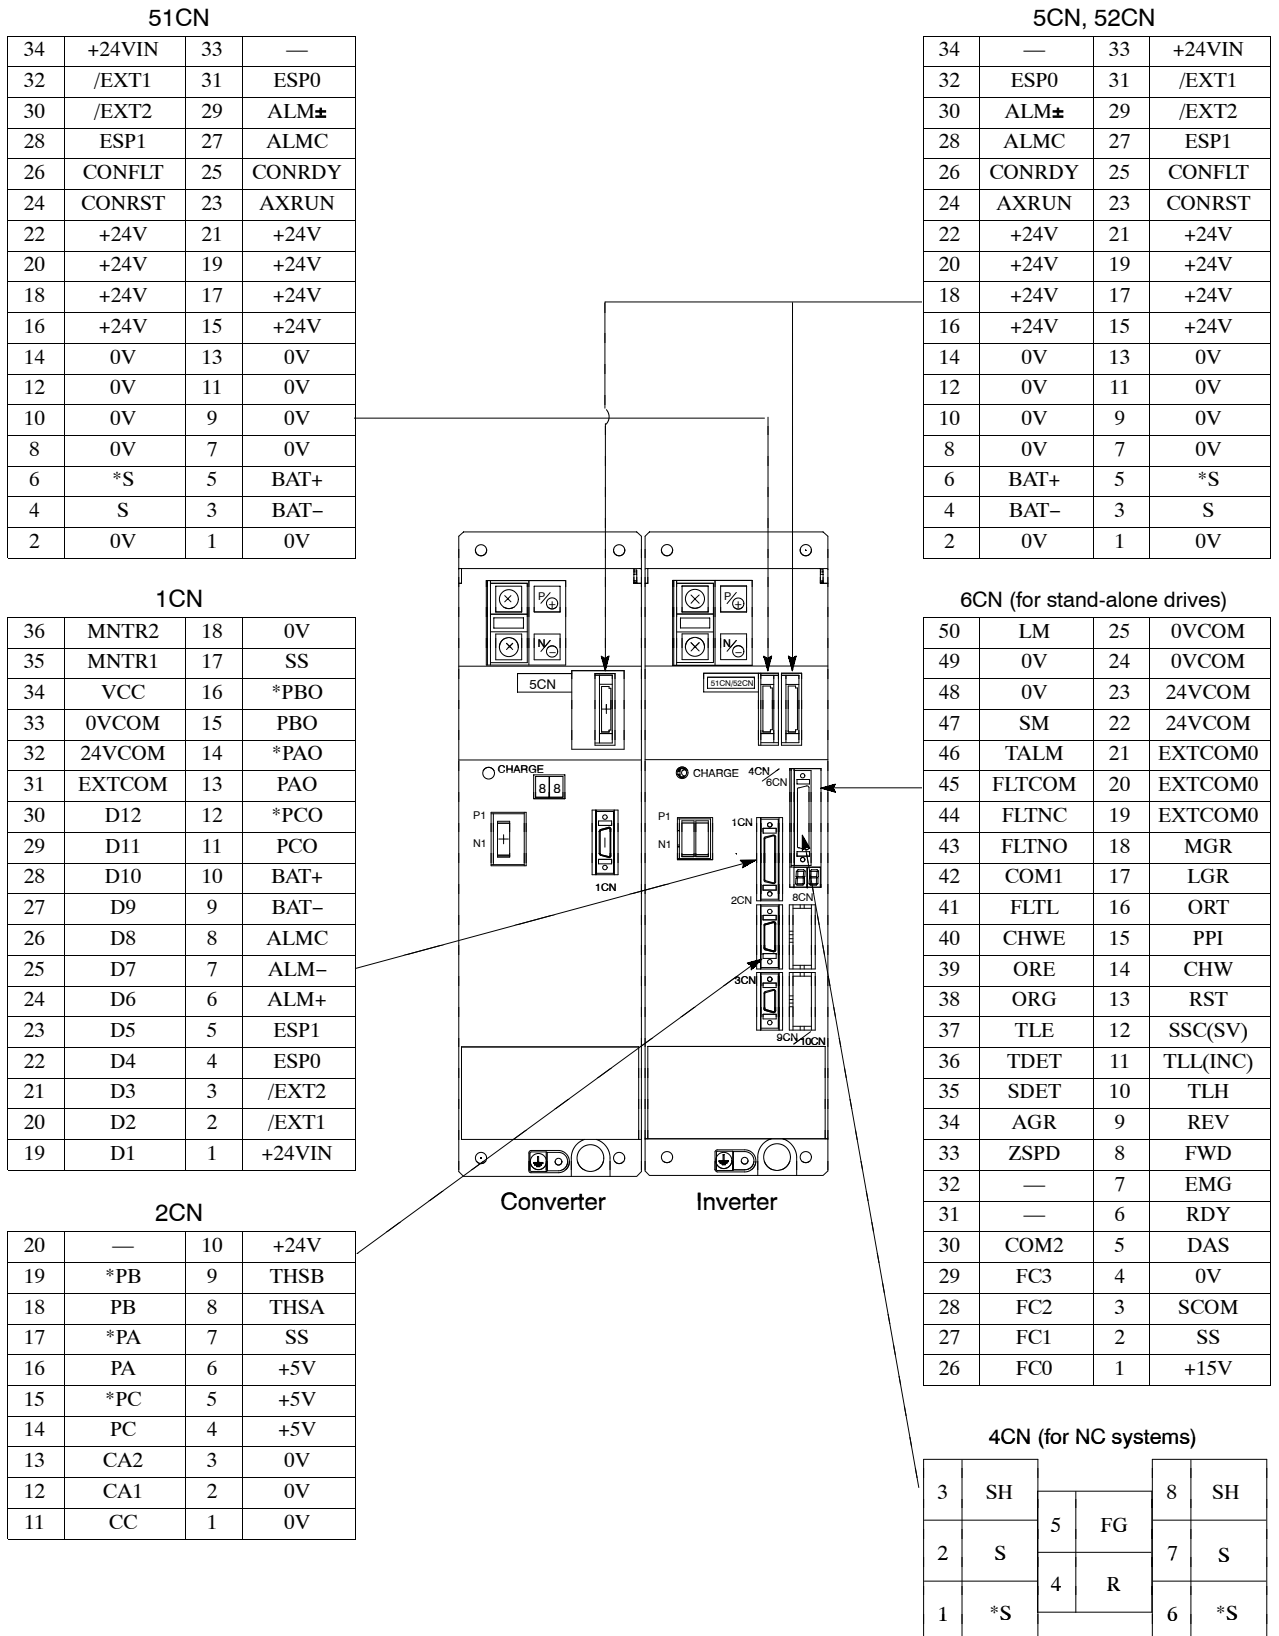 51CN
34 +24VIN 33 —
32 /EXT1 31 ESP0
30 /EXT2 29 ALM±
28 ESP1 27 ALMC
26 CONFLT 25 CONRDY
24 CONRST 23 AXRUN
22 +24V 21 +24V
20 +24V 19 +24V
18 +24V 17 +24V
16 +24V 15 +24V
14 0V 13 0V
12 0V 11 0V
10 0V 9 0V
8 0V 7 0V
6 *S 5 BAT+
4 S 3 BAT−
2 0V 1 0V
5CN, 52CN
34 — 33 +24VIN
32 ESP0 31 /EXT1
30 ALM± 29 /EXT2
28 ALMC 27 ESP1
26 CONRDY 25 CONFLT
24 AXRUN 23 CONRST
22 +24V 21 +24V
20 +24V 19 +24V
18 +24V 17 +24V
16 +24V 15 +24V
14 0V 13 0V
12 0V 11 0V
10 0V 9 0V
8 0V 7 0V
6 BAT+ 5 *S
4 BAT− 3 S
2 0V 1 0V
1CN
36 MNTR2 18 0V
35 MNTR1 17 SS
34 VCC 16 *PBO
33 0VCOM 15 PBO
32 24VCOM 14 *PAO
31 EXTCOM 13 PAO
30 D12 12 *PCO
29 D11 11 PCO
28 D10 10 BAT+
27 D9 9 BAT−
26 D8 8 ALMC
25 D7 7 ALM−
24 D6 6 ALM+
23 D5 5 ESP1
22 D4 4 ESP0
21 D3 3 /EXT2
20 D2 2 /EXT1
19 D1 1 +24VIN
2CN
20 — 10 +24V
19 *PB 9 THSB
18 PB 8 THSA
17 *PA 7 SS
16 PA 6 +5V
15 *PC 5 +5V
14 PC 4 +5V
13 CA2 3 0V
12 CA1 2 0V
11 CC 1 0V
P/⊕
N/⊖
5CN
CHARGE
88
P1
N1
1CN
Converter
P/⊕
N/⊖
51CN/52CN
CHARGE
4CN/6CN
P1
N1
1CN
88
2CN
8CN
3CN
9CN/10CN
Inverter
6CN (for stand-alone drives)
50 LM 25 0VCOM
49 0V 24 0VCOM
48 0V 23 24VCOM
47 SM 22 24VCOM
46 TALM 21 EXTCOM0
45 FLTCOM 20 EXTCOM0
44 FLTNC 19 EXTCOM0
43 FLTNO 18 MGR
42 COM1 17 LGR
41 FLTL 16 ORT
40 CHWE 15 PPI
39 ORE 14 CHW
38 ORG 13 RST
37 TLE 12 SSC(SV)
36 TDET 11 TLL(INC)
35 SDET 10 TLH
34 AGR 9 REV
33 ZSPD 8 FWD
32 — 7 EMG
31 — 6 RDY
30 COM2 5 DAS
29 FC3 4 0V
28 FC2 3 SCOM
27 FC1 2 SS
26 FC0 1 +15V
4CN (for NC systems)
3 SH 8 SH
5 FG
2 S 7 S
4 R
1 *S 6 *S